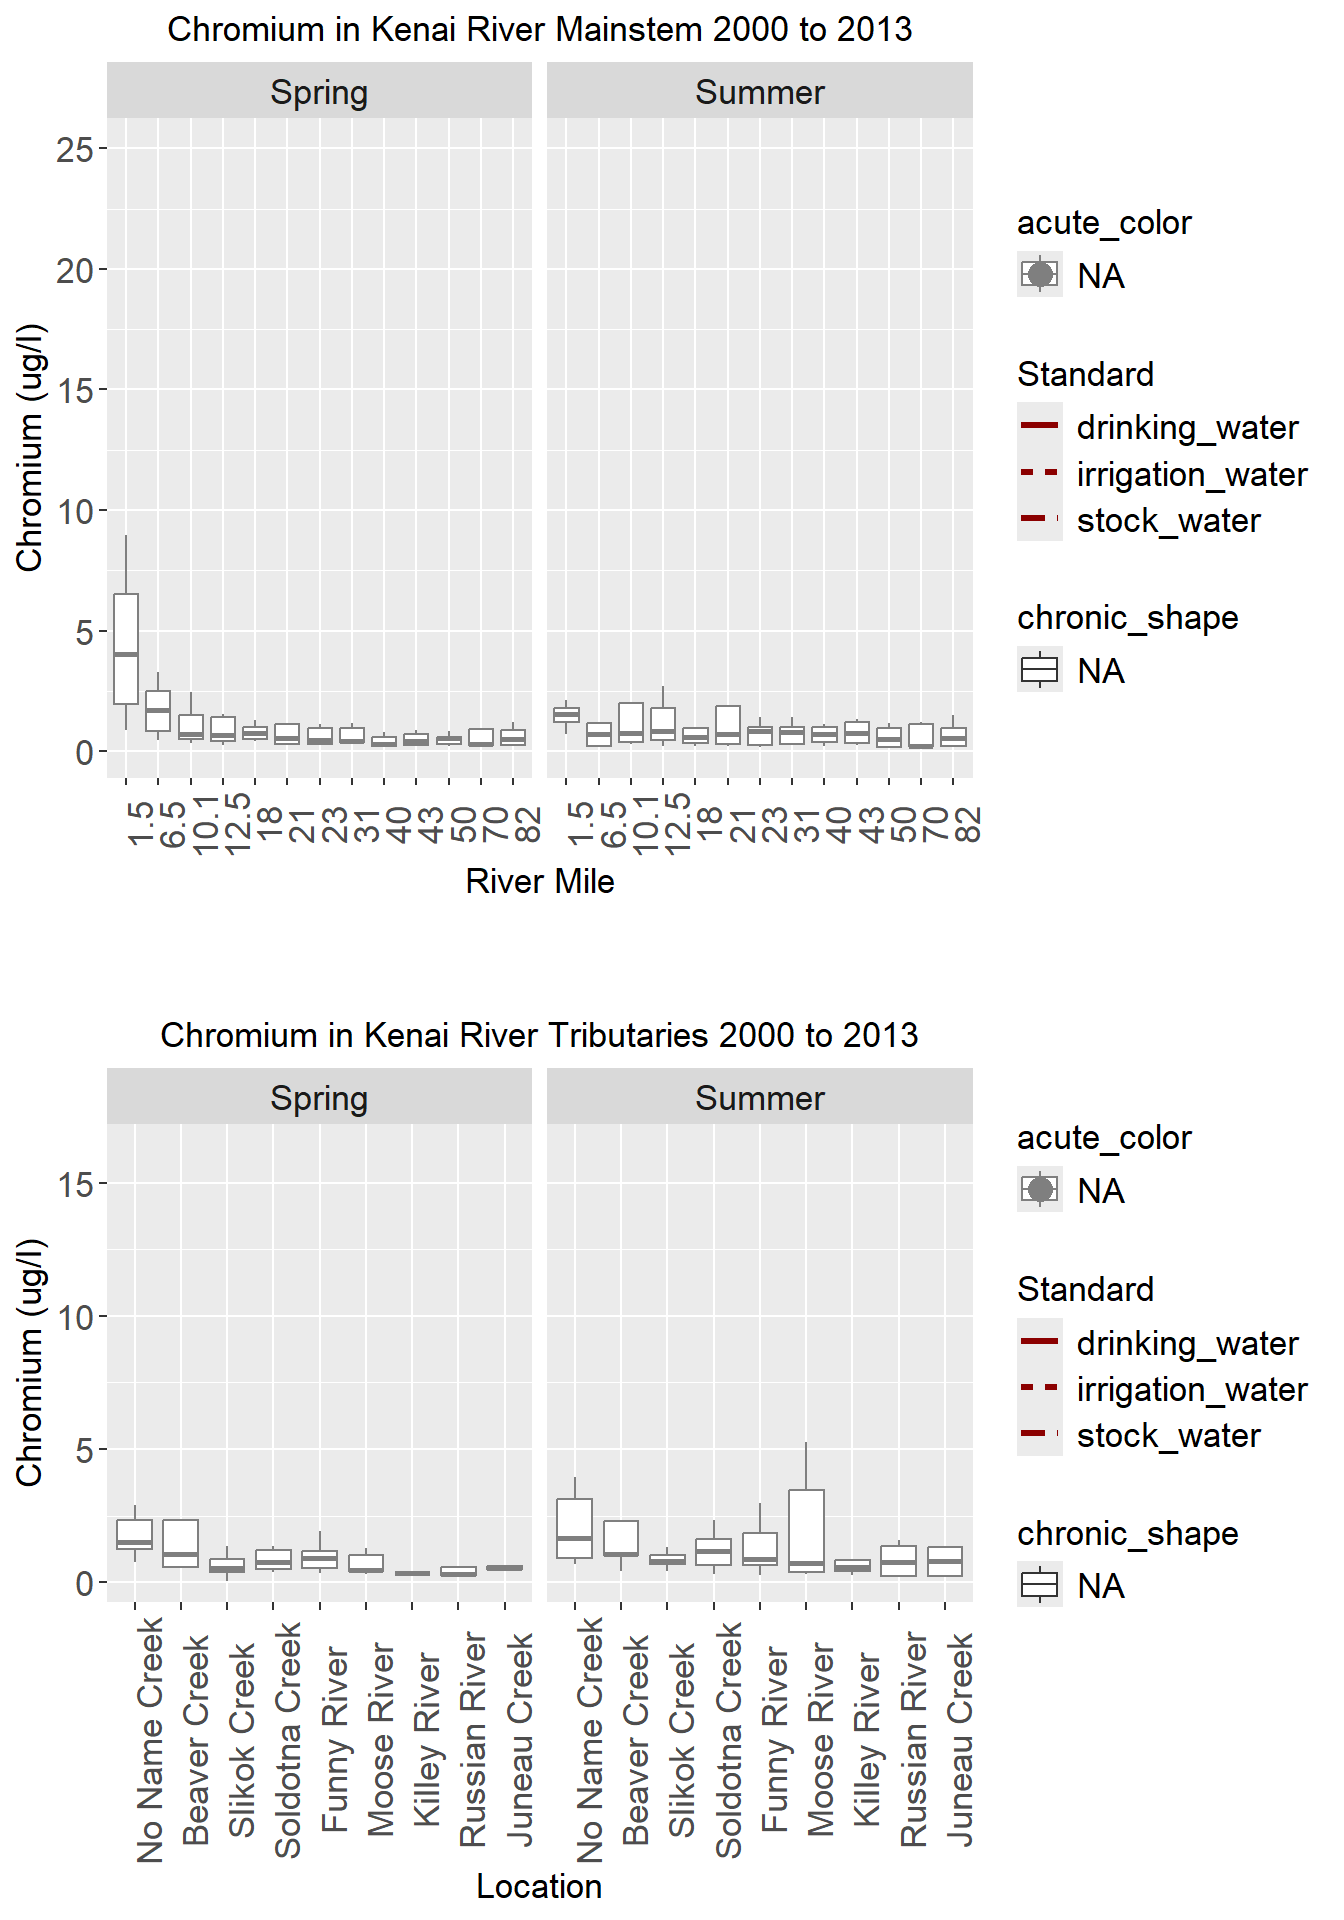 Chromium in Kenai River Mainstem 2000 to 2013
Spring
Summer
Chromium (ug/l)
25
20
15
10
5
0
1.5
6.5
10.1
12.5
18
21
23
31
40
43
50
70
82
1.5
6.5
10.1
12.5
18
21
23
31
40
43
50
70
82
River Mile
acute_color
NA
Standard
drinking_water
irrigation_water
stock_water
chronic_shape
NA
Chromium in Kenai River Tributaries 2000 to 2013
Spring
Summer
Chromium (ug/l)
15
10
5
0
No Name Creek
Beaver Creek
Slikok Creek
Soldotna Creek
Funny River
Moose River
Killey River
Russian River
Juneau Creek
No Name Creek
Beaver Creek
Slikok Creek
Soldotna Creek
Funny River
Moose River
Killey River
Russian River
Juneau Creek
Location
acute_color
NA
Standard
drinking_water
irrigation_water
stock_water
chronic_shape
NA